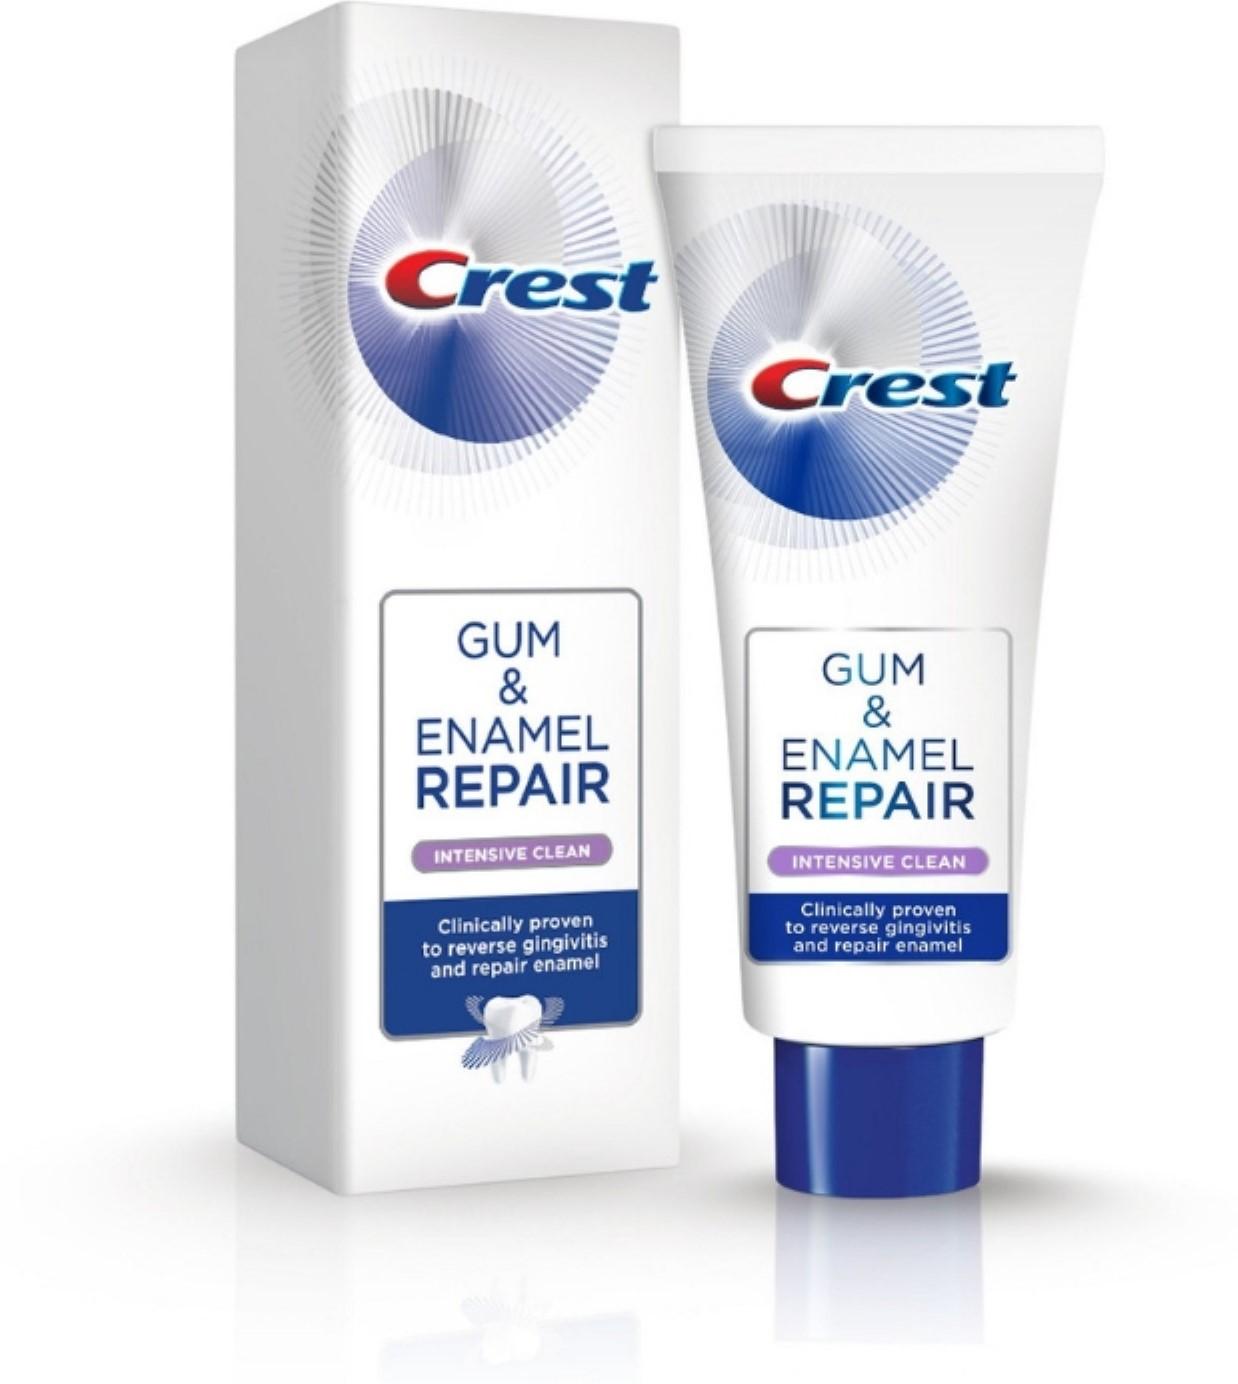 Crest
GUM
&
ENAMEL
REPAIR
INTENSIVE CLEAN
Clinically proven
to reverse gingivitis
and repair enamel
Crest
GUM
&
ENAMEL
REPAIR
INTENSIVE CLEAN
Clinically proven
to reverse gingivitis
and repair enamel